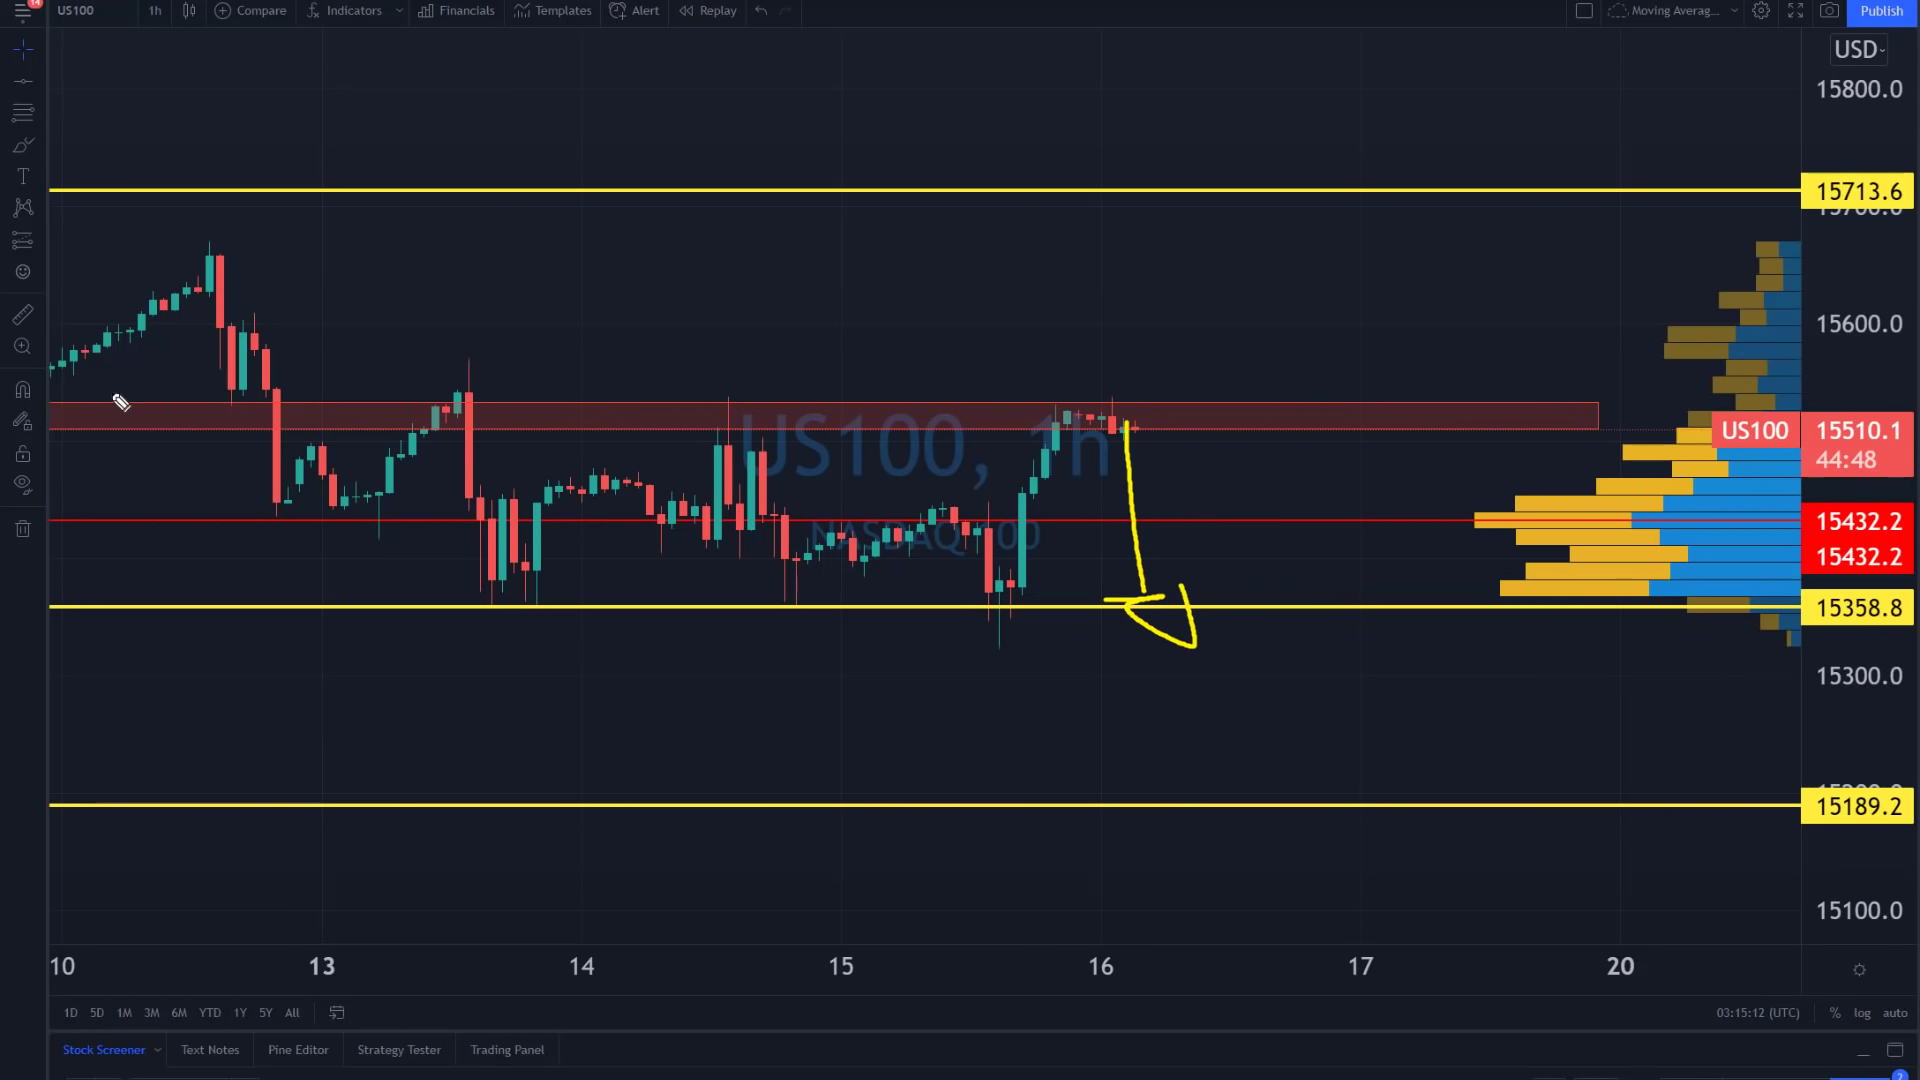 14
US100 1h Compare Indicators Financials Templates Alert Replay Moving Averag... Publish
USD
15800.0
15713.6
15600.0
US100 15510.1
44:48
US100, 1h
NASDAQ 100
15432.2
15432.2
15358.8
15300.0
15189.2
15100.0
10 13 14 15 16 17 20
1D 5D 1M 3M 6M YTD 1Y 5Y All 03:15:12 (UTC) % log auto
Stock Screener Text Notes Pine Editor Strategy Tester Trading Panel
2